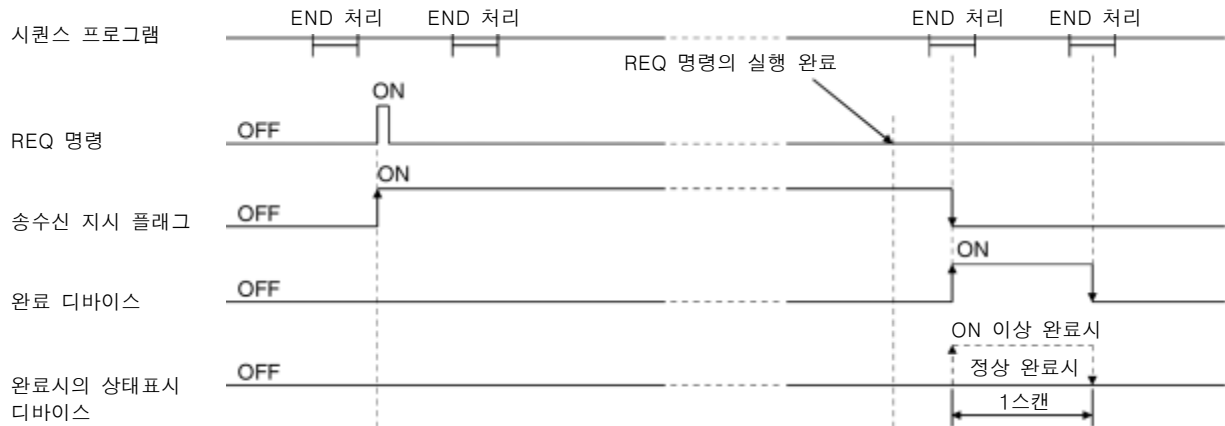 END 처리
END 처리
END 처리
END 처리
시퀀스 프로그램
REQ 명령의 실행 완료
ON
REQ 명령
OFF
ON
송수신 지시 플래그
OFF
ON
완료 디바이스
OFF
ON 이상 완료시
정상 완료시
완료시의 상태표시
디바이스
OFF
1스캔